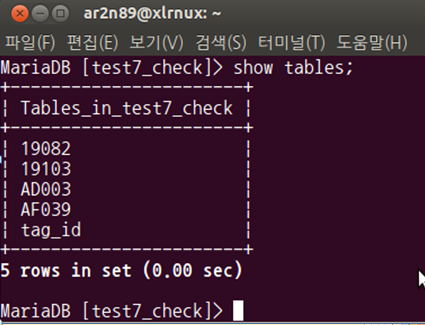 ar2n89@xlrnux: ~
파일(F) 편집(E) 보기(V) 검색(S) 터미널(T) 도움말(H)
MariaDB [test7_check]> show tables;
+-----------------------+
| Tables_in_test7_check |
+-----------------------+
| 19082                 |
| 19103                 |
| AD003                 |
| AF039                 |
| tag_id                |
+-----------------------+
5 rows in set (0.00 sec)
MariaDB [test7_check]>